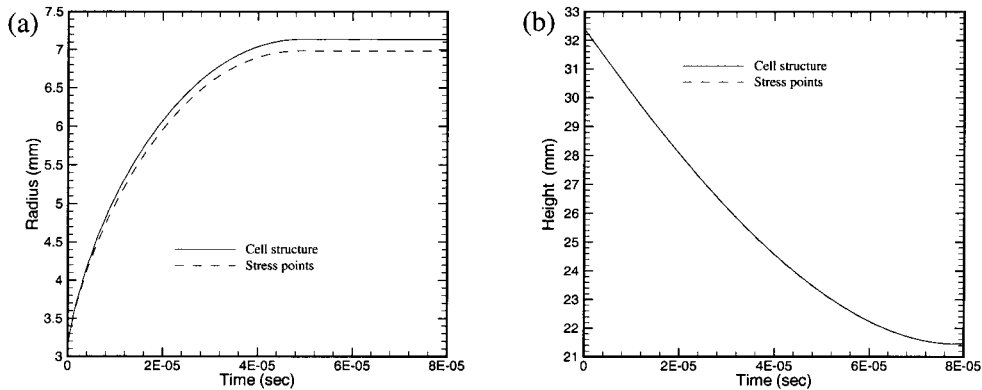 (a)
7.5
7
6.5
6
5.5
5
4.5
4
3.5
3
Radius (mm)
Cell structure
Stress points
0
2E-05
4E-05
6E-05
8E-05
Time (sec)
(b)
33
32
31
30
29
28
27
26
25
24
23
22
21
Height (mm)
Cell structure
Stress points
0
2E-05
4E-05
6E-05
8E-05
Time (sec)